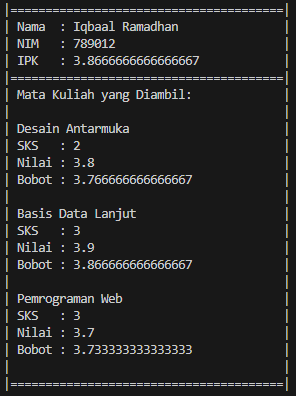 |=======================================|
| Nama  : Iqbaal Ramadhan
| NIM   : 789012
| IPK   : 3.8666666666666667
|=======================================|
| Mata Kuliah yang Diambil:
|
| Desain Antarmuka
| SKS   : 2
| Nilai : 3.8
| Bobot : 3.766666666666667
|
| Basis Data Lanjut
| SKS   : 3
| Nilai : 3.9
| Bobot : 3.866666666666667
|
| Pemrograman Web
| SKS   : 3
| Nilai : 3.7
| Bobot : 3.733333333333333
|
|=======================================|